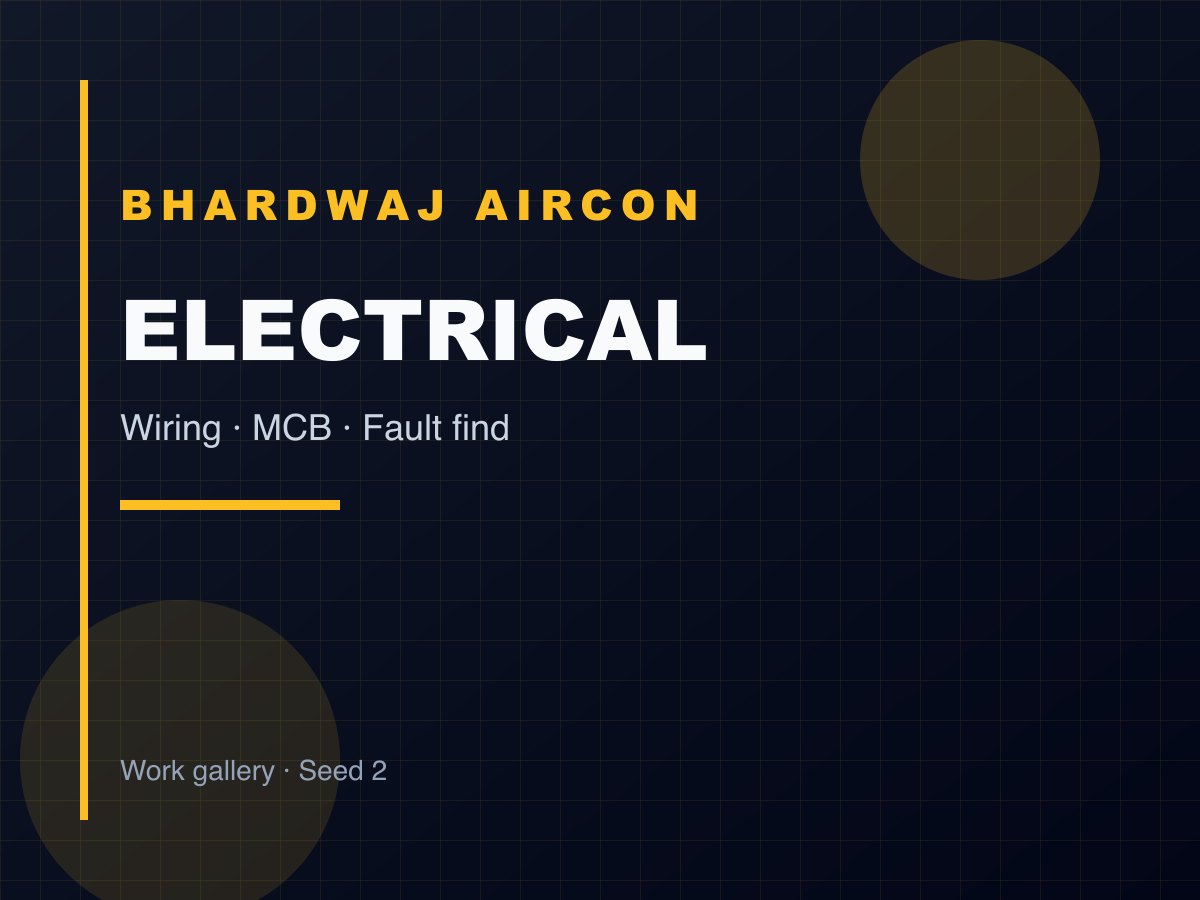 BHARDWAJ AIRCON
ELECTRICAL
Wiring · MCB · Fault find
Work gallery · Seed 2